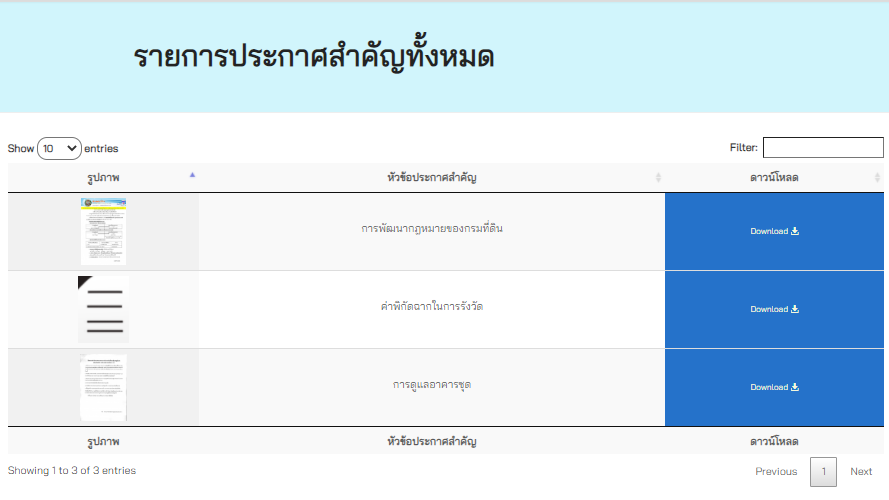 รายการประกาศสำคัญทั้งหมด
Show 10 entries
Filter:
รูปภาพ หัวข้อประกาศสำคัญ ดาวน์โหลด
การพัฒนากฎหมายของกรมที่ดิน Download
ค่าพิกัดฉากในการรังวัด Download
การดูแลอาคารชุด Download
รูปภาพ หัวข้อประกาศสำคัญ ดาวน์โหลด
Showing 1 to 3 of 3 entries
Previous 1 Next